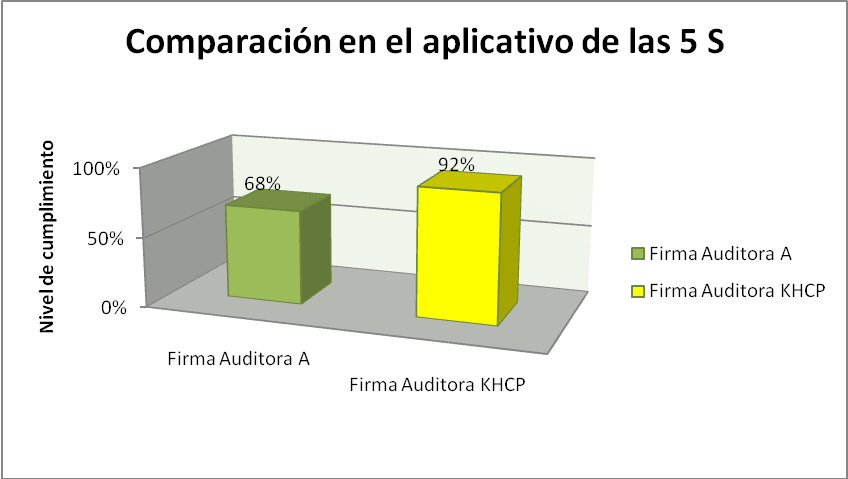 Comparación en el aplicativo de las 5 S
Nivel de cumplimiento
100%
50%
0%
68%
92%
Firma Auditora A
Firma Auditora KHCP
Firma Auditora A
Firma Auditora KHCP